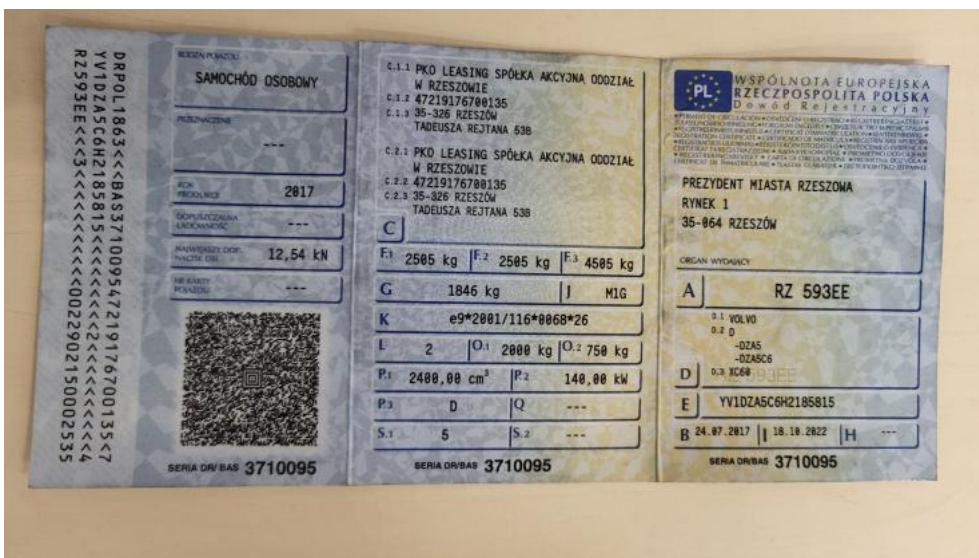 DRPOL1863<<<BAS371009547219176700135<7
YV1DZA5C6H2185815<<<<<<<2<<<<<<<<<<<<4
RZ593EE<<<3<<<<<<<<<<<0022902150002535
RODZAJ POJAZDU
SAMOCHÓD OSOBOWY
PRZEZNACZENIE
---
ROK PRODUKCJI 2017
DOPUSZCZALNA ŁADOWNOŚĆ ---
NAJWIĘKSZY DOP. NACISK OSI 12,54 kN
NR KARTY POJAZDU ---
SERIA DR/BAS 3710095
C.1.1 PKO LEASING SPÓŁKA AKCYJNA ODDZIAŁ
W RZESZOWIE
C.1.2 47219176700135
C.1.3 35-326 RZESZÓW
TADEUSZA REJTANA 53B
C.2.1 PKO LEASING SPÓŁKA AKCYJNA ODDZIAŁ
W RZESZOWIE
C.2.2 47219176700135
C.2.3 35-326 RZESZÓW
TADEUSZA REJTANA 53B
C
F.1 2505 kg F.2 2505 kg F.3 4505 kg
G 1846 kg J M1G
K e9*2001/116*0068*26
L 2 O.1 2000 kg O.2 750 kg
P.1 2400,00 cm³ P.2 140,00 kW
P.3 D Q ---
S.1 5 S.2 ---
SERIA DR/BAS 3710095
PL
WSPÓLNOTA EUROPEJSKA
RZECZPOSPOLITA POLSKA
Dowód Rejestracyjny
PREZYDENT MIASTA RZESZOWA
RYNEK 1
35-064 RZESZÓW
ORGAN WYDAJĄCY
A RZ 593EE
D.1 VOLVO
D.2 D
-DZA5
-DZA5C6
D D.3 XC60
RZ 593EE
E YV1DZA5C6H2185815
B 24.07.2017 I 18.10.2022 H ---
SERIA DR/BAS 3710095